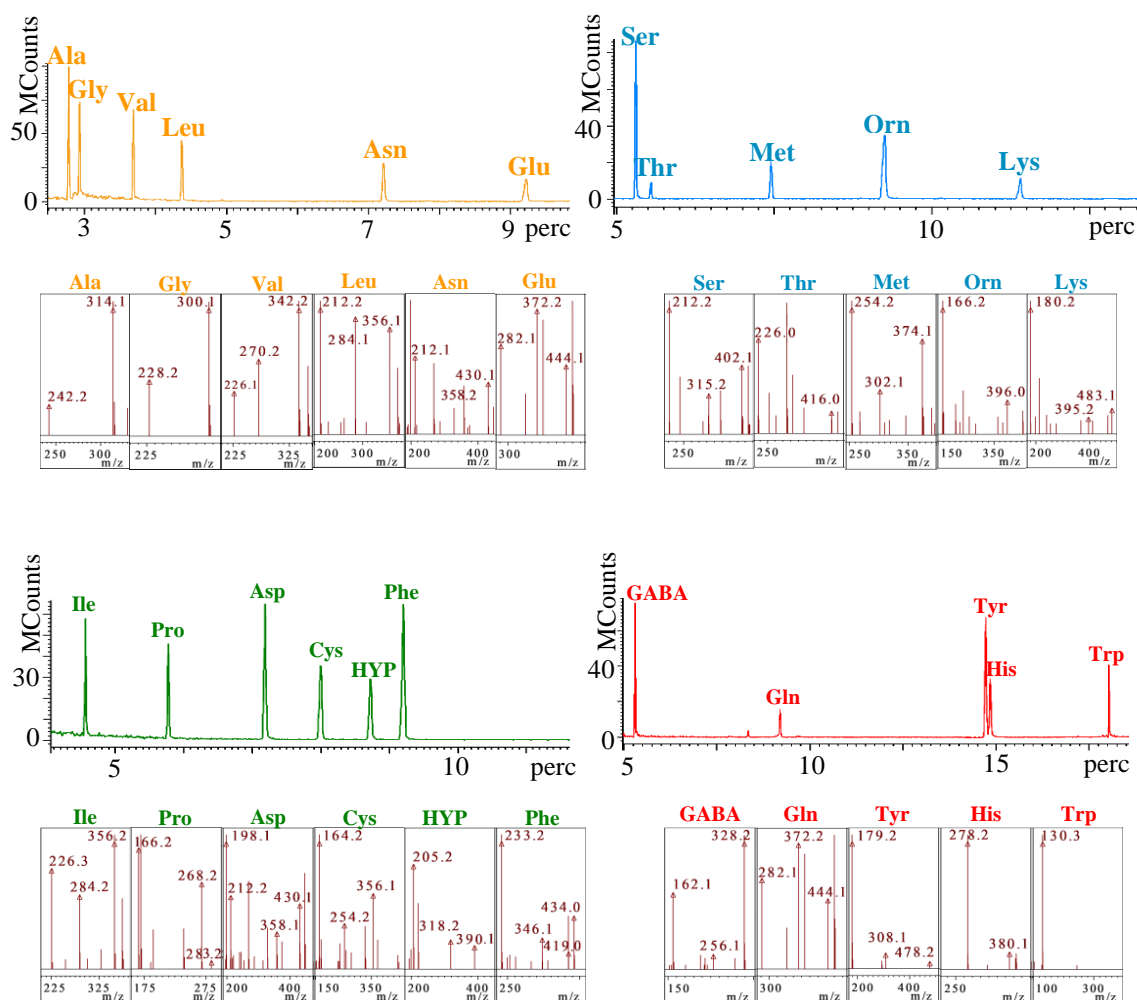 Ala
Gly
Val
Leu
Asn
Glu
MCounts
50
0
3
5
7
9
perc
Ser
Thr
Met
Orn
Lys
MCounts
40
0
5
10
perc
Ala
Gly
Val
Leu
Asn
Glu
314.1
242.2
250
300
m/z
300.1
228.2
225
m/z
342.2
270.2
226.1
225
325
m/z
212.2
356.1
284.1
300
m/z
212.1
430.1
358.2
200
400
m/z
372.2
282.1
444.1
300
m/z
Ser
Thr
Met
Orn
Lys
212.2
402.1
315.2
250
m/z
226.0
416.0
250
m/z
254.2
374.1
302.1
250
350
m/z
166.2
396.0
150
350
m/z
180.2
483.1
395.2
200
400
m/z
Ile
Pro
Asp
Cys
HYP
Phe
MCounts
30
0
5
10
perc
GABA
Gln
Tyr
His
Trp
MCounts
40
0
5
10
15
perc
Ile
Pro
Asp
Cys
HYP
Phe
356.2
226.3
284.2
225
325
m/z
166.2
268.2
283.2
175
275
m/z
198.1
212.2
430.1
358.1
200
400
m/z
164.2
356.1
254.2
150
350
m/z
205.2
318.2
390.1
200
400
m/z
233.2
434.0
346.1
419.0
250
m/z
GABA
Gln
Tyr
His
Trp
328.2
162.1
256.1
150
m/z
372.2
282.1
444.1
300
m/z
179.2
308.1
478.2
200
400
m/z
278.2
380.1
250
m/z
130.3
100
300
m/z